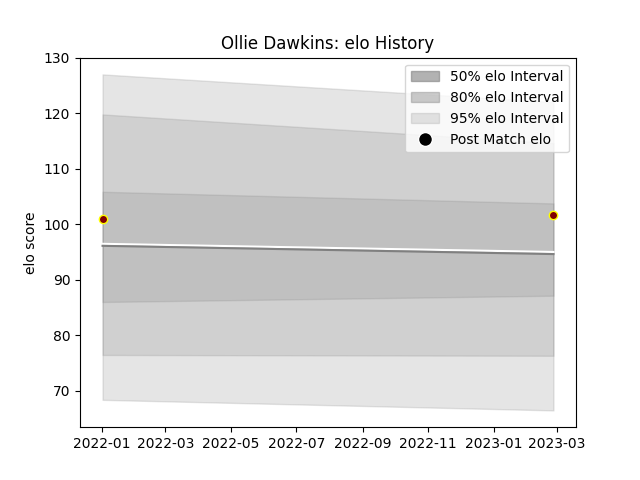 Ollie Dawkins: elo History
130
120
110
100
90
80
70
elo score
50% elo Interval
80% elo Interval
95% elo Interval
Post Match elo
2022-01 2022-03 2022-05 2022-07 2022-09 2022-11 2023-01 2023-03